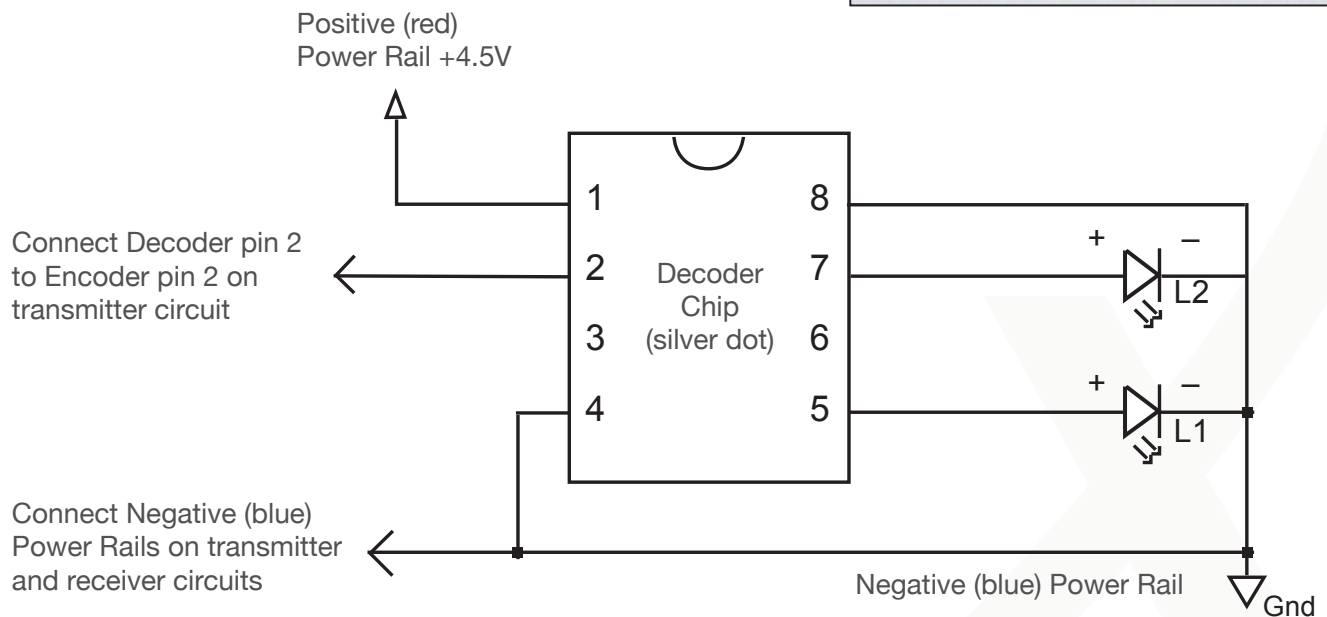 Positive (red)
Power Rail +4.5V
Connect Decoder pin 2
to Encoder pin 2 on
transmitter circuit
1
2
3
4
Decoder
Chip
(silver dot)
8
7
6
5
+ –
L2
+ –
L1
Connect Negative (blue)
Power Rails on transmitter
and receiver circuits
Negative (blue) Power Rail
Gnd